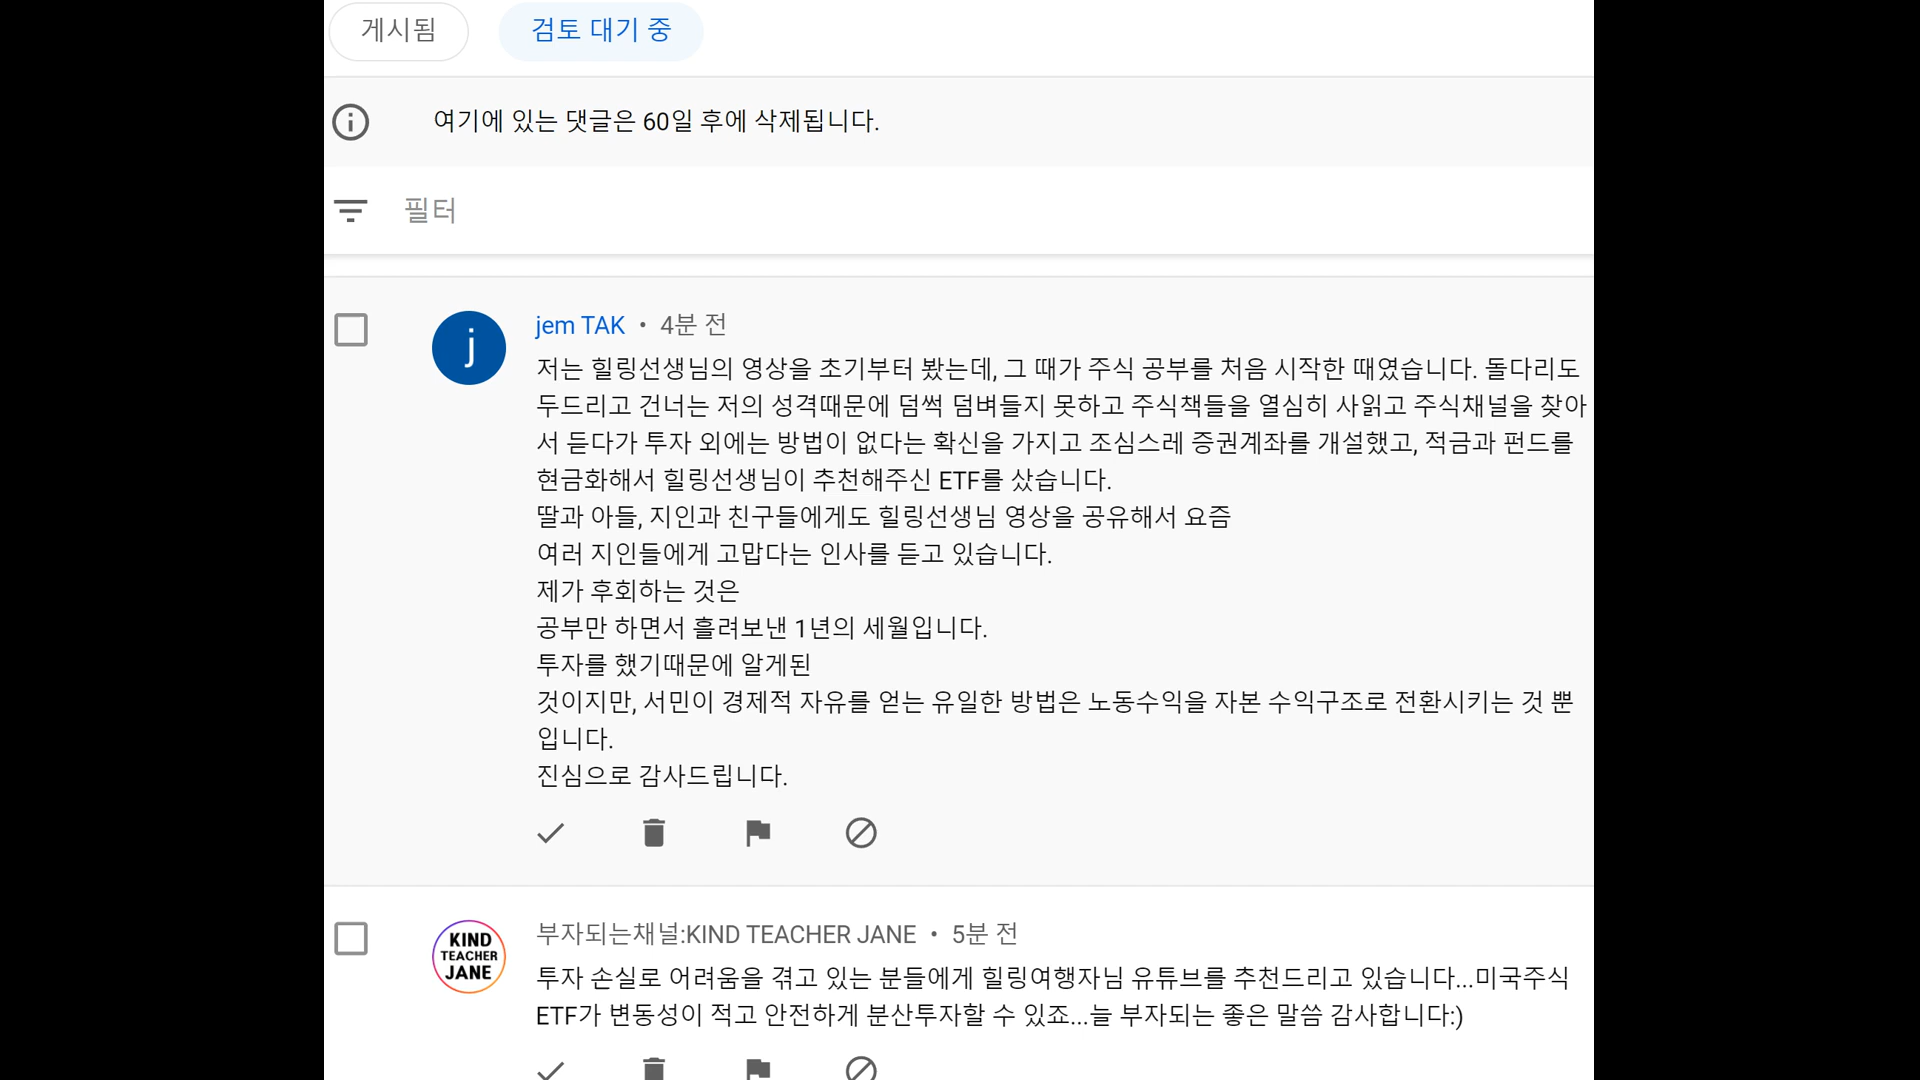 게시됨
검토 대기 중
여기에 있는 댓글은 60일 후에 삭제됩니다.
필터
j
jem TAK • 4분 전
저는 힐링선생님의 영상을 초기부터 봤는데, 그 때가 주식 공부를 처음 시작한 때였습니다. 돌다리도
두드리고 건너는 저의 성격때문에 덤썩 덤벼들지 못하고 주식책들을 열심히 사읽고 주식채널을 찾아
서 듣다가 투자 외에는 방법이 없다는 확신을 가지고 조심스레 증권계좌를 개설했고, 적금과 펀드를
현금화해서 힐링선생님이 추천해주신 ETF를 샀습니다.
딸과 아들, 지인과 친구들에게도 힐링선생님 영상을 공유해서 요즘
여러 지인들에게 고맙다는 인사를 듣고 있습니다.
제가 후회하는 것은
공부만 하면서 흘려보낸 1년의 세월입니다.
투자를 했기때문에 알게된
것이지만, 서민이 경제적 자유를 얻는 유일한 방법은 노동수익을 자본 수익구조로 전환시키는 것 뿐
입니다.
진심으로 감사드립니다.
KIND
TEACHER
JANE
부자되는채널:KIND TEACHER JANE • 5분 전
투자 손실로 어려움을 겪고 있는 분들에게 힐링여행자님 유튜브를 추천드리고 있습니다...미국주식
ETF가 변동성이 적고 안전하게 분산투자할 수 있죠...늘 부자되는 좋은 말씀 감사합니다:)